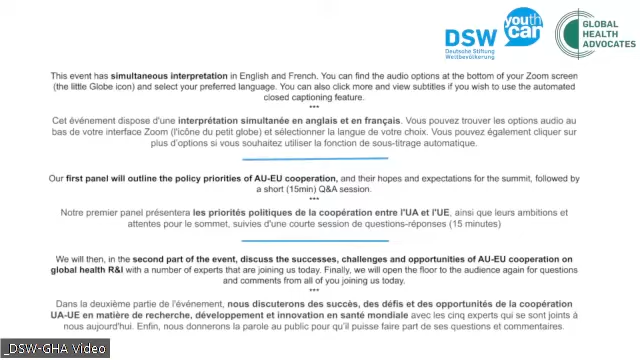 DSW
Deutsche Stiftung
Weltbevölkerung
youth
can
GLOBAL
HEALTH
ADVOCATES
This event has simultaneous interpretation in English and French. You can find the audio options at the bottom of your Zoom screen
(the little Globe icon) and select your preferred language. You can also click more and view subtitles if you wish to use the automated
closed captioning feature.
***
Cet événement dispose d'une interprétation simultanée en anglais et en français. Vous pouvez trouver les options audio au
bas de votre interface Zoom (l'icône du petit globe) et sélectionner la langue de votre choix. Vous pouvez également cliquer sur
plus d'options si vous souhaitez utiliser la fonction de sous-titrage automatique.
Our first panel will outline the policy priorities of AU-EU cooperation, and their hopes and expectations for the summit, followed by
a short (15min) Q&A session.
***
Notre premier panel présentera les priorités politiques de la coopération entre l'UA et l'UE, ainsi que leurs ambitions et
attentes pour le sommet, suivies d'une courte session de questions-réponses (15 minutes)
We will then, in the second part of the event, discuss the successes, challenges and opportunities of AU-EU cooperation on
global health R&I with a number of experts that are joining us today. Finally, we will open the floor to the audience again for questions
and comments from all of you joining us today.
***
Dans la deuxième partie de l'événement, nous discuterons des succès, des défis et des opportunités de la coopération
UA-UE en matière de recherche, développement et innovation en santé mondiale avec les cinq experts qui se sont joints à
nous aujourd'hui. Enfin, nous donnerons la parole au public pour qu'il puisse faire part de ses questions et commentaires.
_DSW-GHA Video